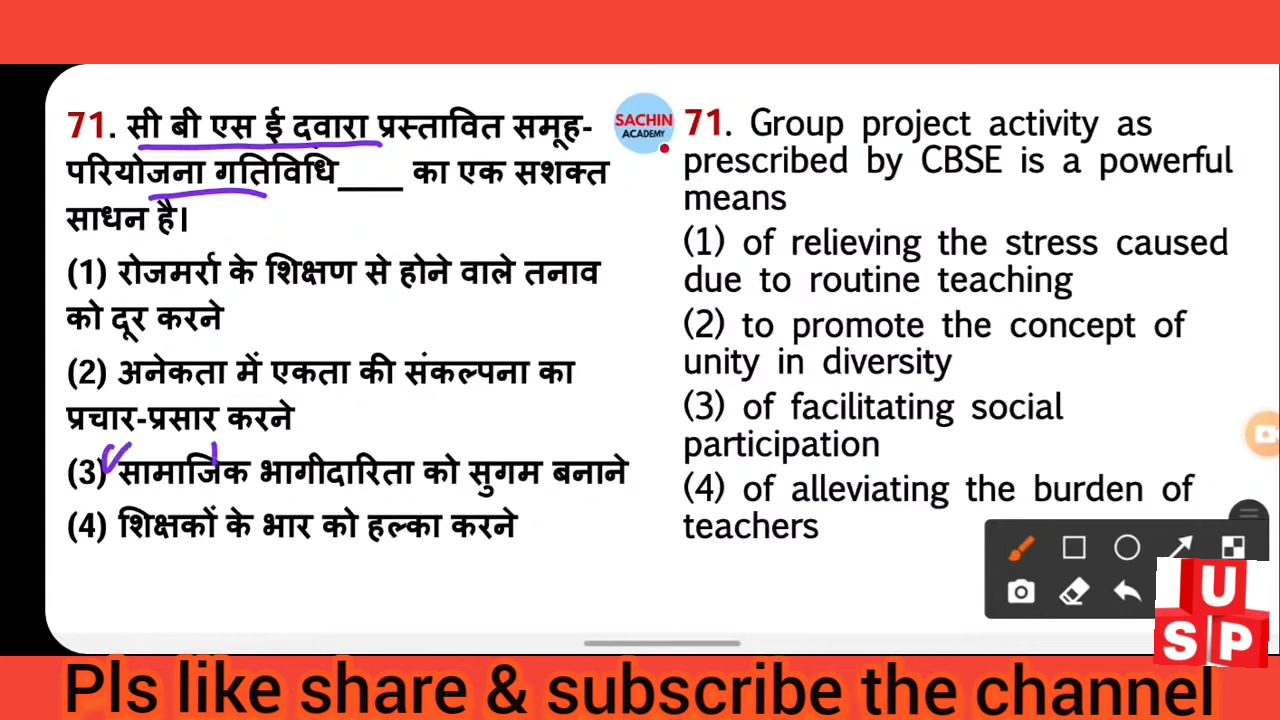 71. सी बी एस ई दवारा प्रस्तावित समूह-
परियोजना गतिविधि____ का एक सशक्त
साधन है।
(1) रोजमर्रा के शिक्षण से होने वाले तनाव
को दूर करने
(2) अनेकता में एकता की संकल्पना का
प्रचार-प्रसार करने
(3) सामाजिक भागीदारिता को सुगम बनाने
(4) शिक्षकों के भार को हल्का करने
SACHIN
ACADEMY
71. Group project activity as
prescribed by CBSE is a powerful
means
(1) of relieving the stress caused
due to routine teaching
(2) to promote the concept of
unity in diversity
(3) of facilitating social
participation
(4) of alleviating the burden of
teachers
U
S P
Pls like share & subscribe the channel